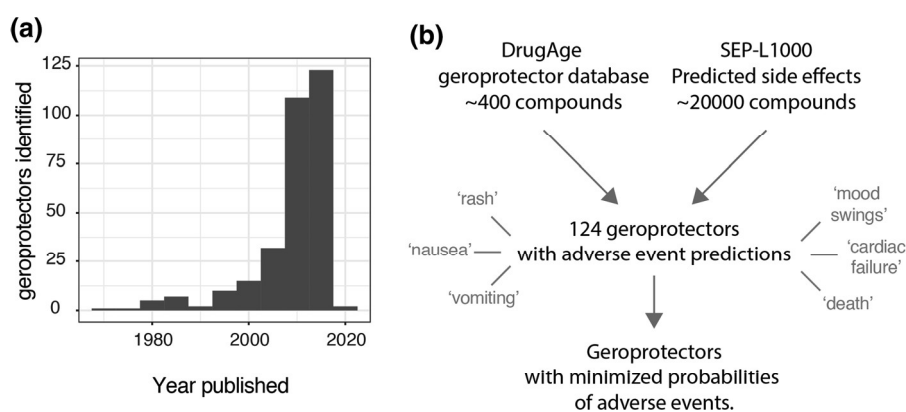 (a)
geroprotectors identified
125
100
75
50
25
0
1980
2000
2020
Year published
(b)
DrugAge
geroprotector database
~400 compounds
SEP-L1000
Predicted side effects
~20000 compounds
‘rash’
‘nausea’
‘vomiting’
124 geroprotectors
with adverse event predictions
‘mood
swings’
‘cardiac
failure’
‘death’
Geroprotectors
with minimized probabilities
of adverse events.